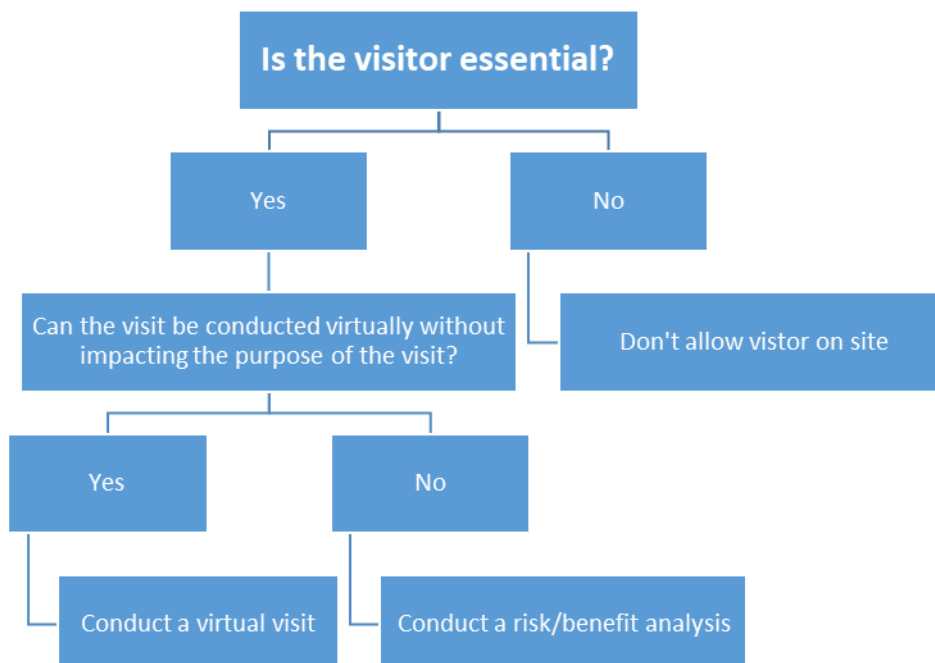 Is the visitor essential?
Yes
No
Can the visit be conducted virtually without
impacting the purpose of the visit?
Don't allow vistor on site
Yes
No
Conduct a virtual visit
Conduct a risk/benefit analysis